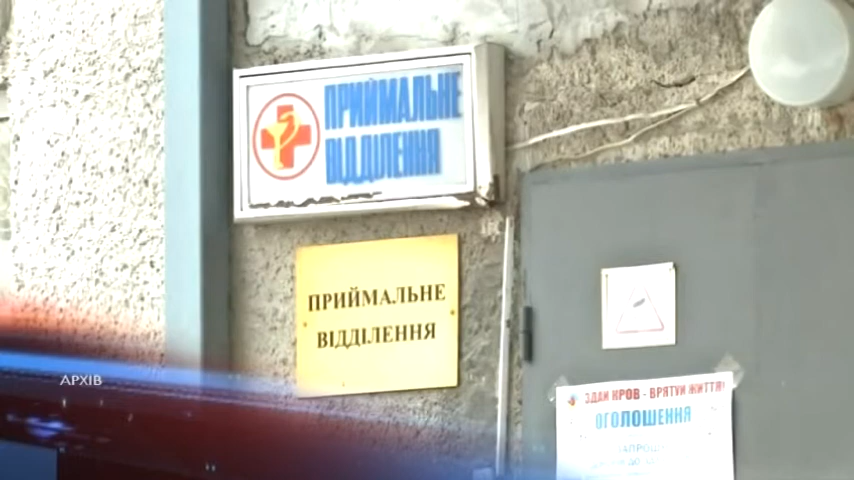 ПРИЙМАЛЬНЕ
ВІДДІЛЕННЯ
ПРИЙМАЛЬНЕ
ВІДДІЛЕННЯ
АРХІВ
ЗДАЙ КРОВ - ВРЯТУЙ ЖИТТЯ!
ОГОЛОШЕННЯ